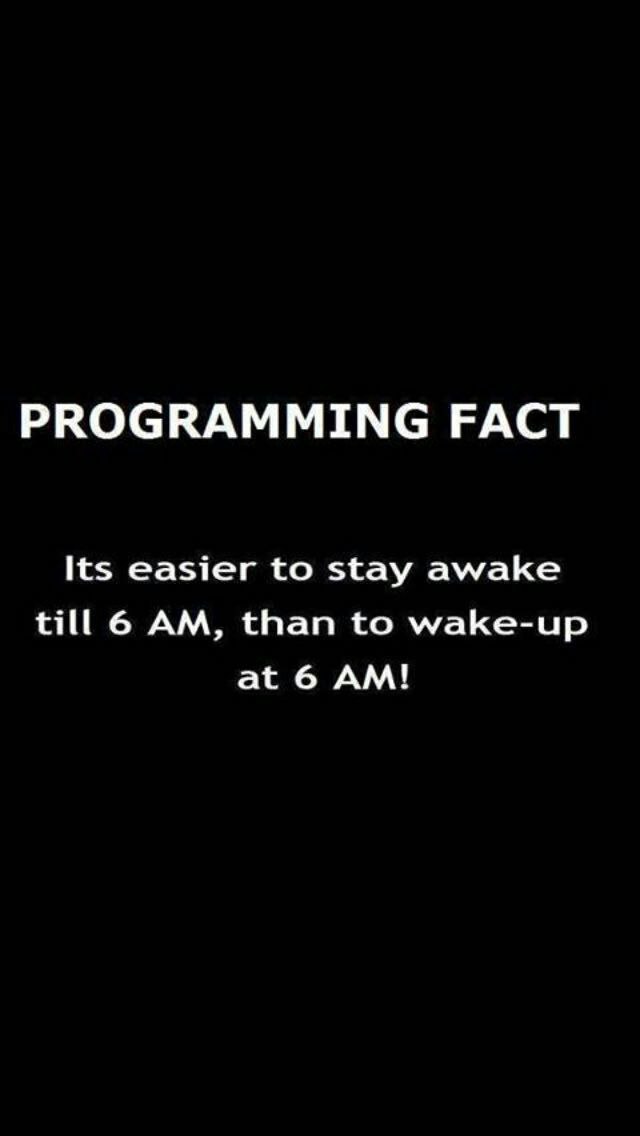 PROGRAMMING FACT
Its easier to stay awake
till 6 AM, than to wake-up
at 6 AM!